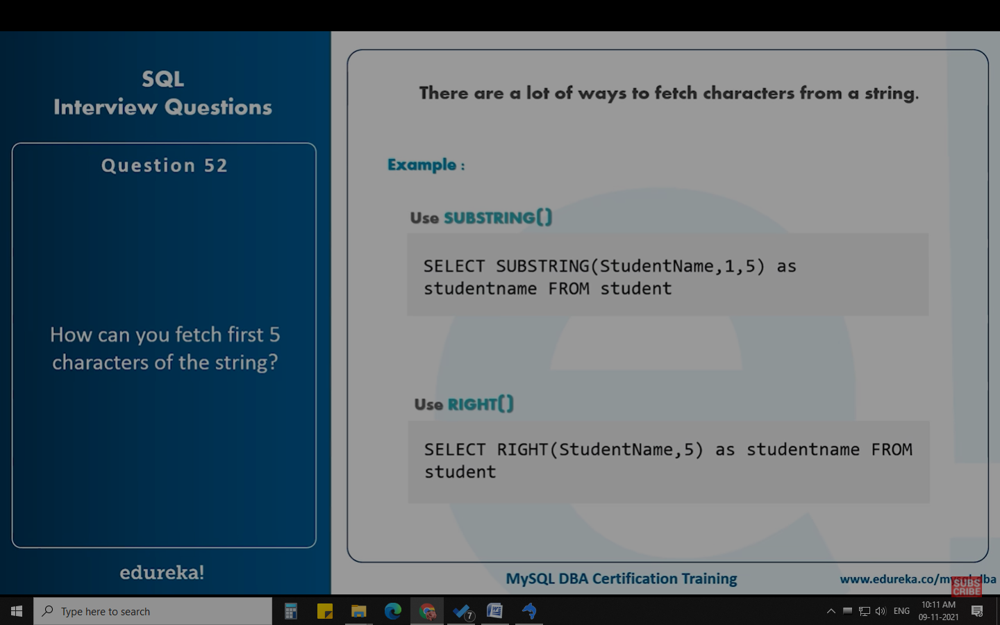 SQL
Interview Questions
Question 52
How can you fetch first 5
characters of the string?
edureka!
There are a lot of ways to fetch characters from a string.
Example :
Use SUBSTRING()
SELECT SUBSTRING(StudentName,1,5) as
studentname FROM student
Use RIGHT()
SELECT RIGHT(StudentName,5) as studentname FROM
student
MySQL DBA Certification Training
www.edureka.co/mysql-dba
SUBS
CRIBE
Type here to search
7
W
ENG
10:11 AM
09-11-2021